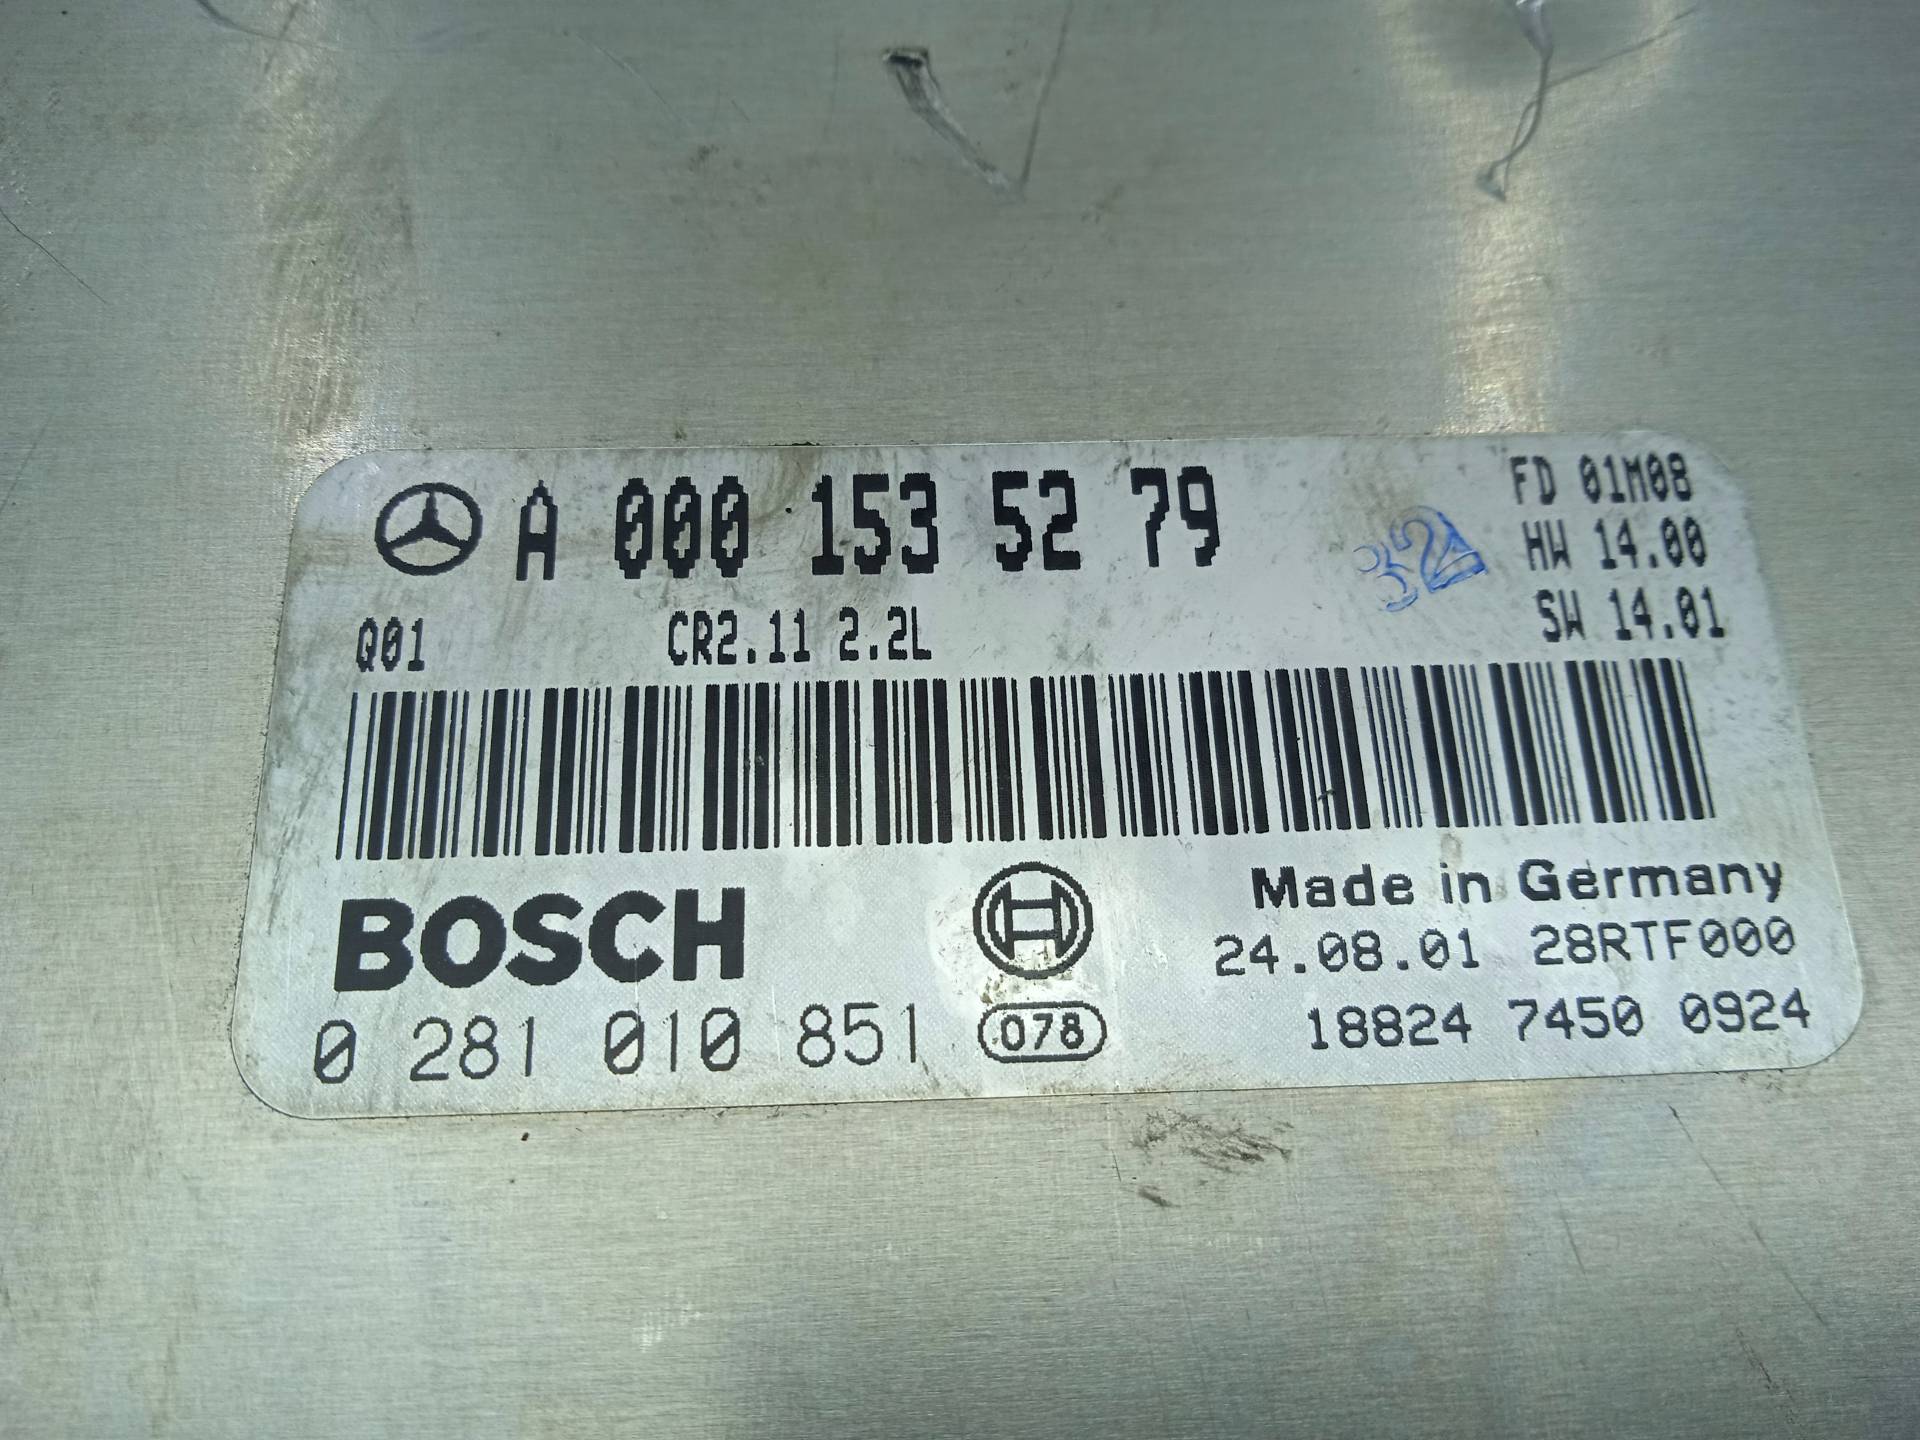 A 000 153 52 79
FD 01M08
HW 14.00
SW 14.01
32
Q01 CR2.11 2.2L
BOSCH
Made in Germany
24.08.01 28RTF000
0 281 010 851 078
18824 7450 0924